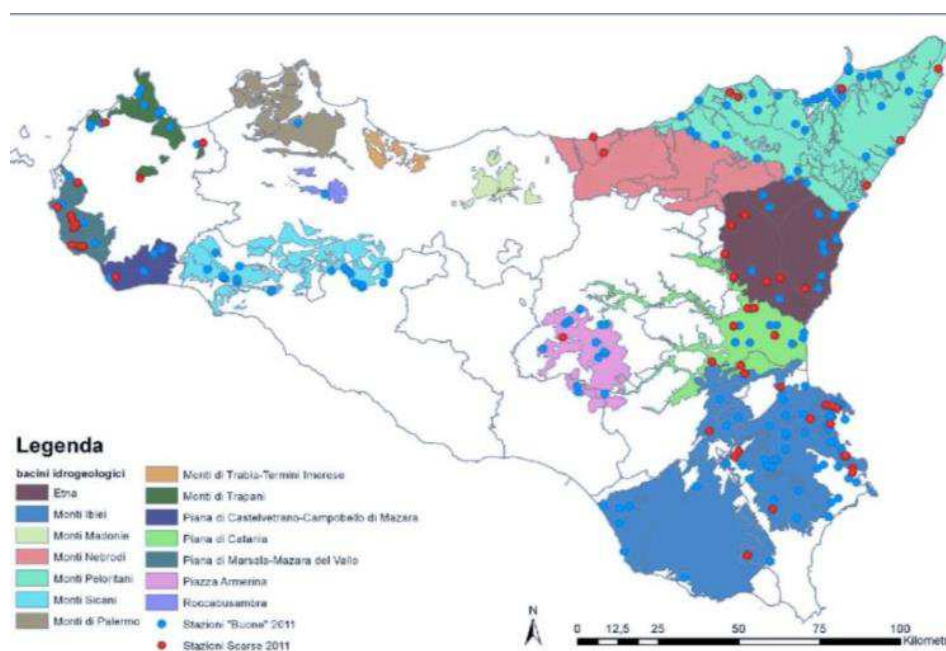 Legenda
bacini idrogeologici
Etna
Monti Iblei
Monti Madonie
Monti Nebrodi
Monti Peloritani
Monti Sicani
Monti di Palermo
Monti di Trabia-Termini Imerese
Monti di Trapani
Piana di Castelvetrano-Campobello di Mazara
Piana di Catania
Piana di Marsala-Mazara del Vallo
Piazza Armerina
Roccabusambra
Stazioni "Buone" 2011
Stazioni Scarse 2011
N
0 12,5 25 50 75 100
Kilometri